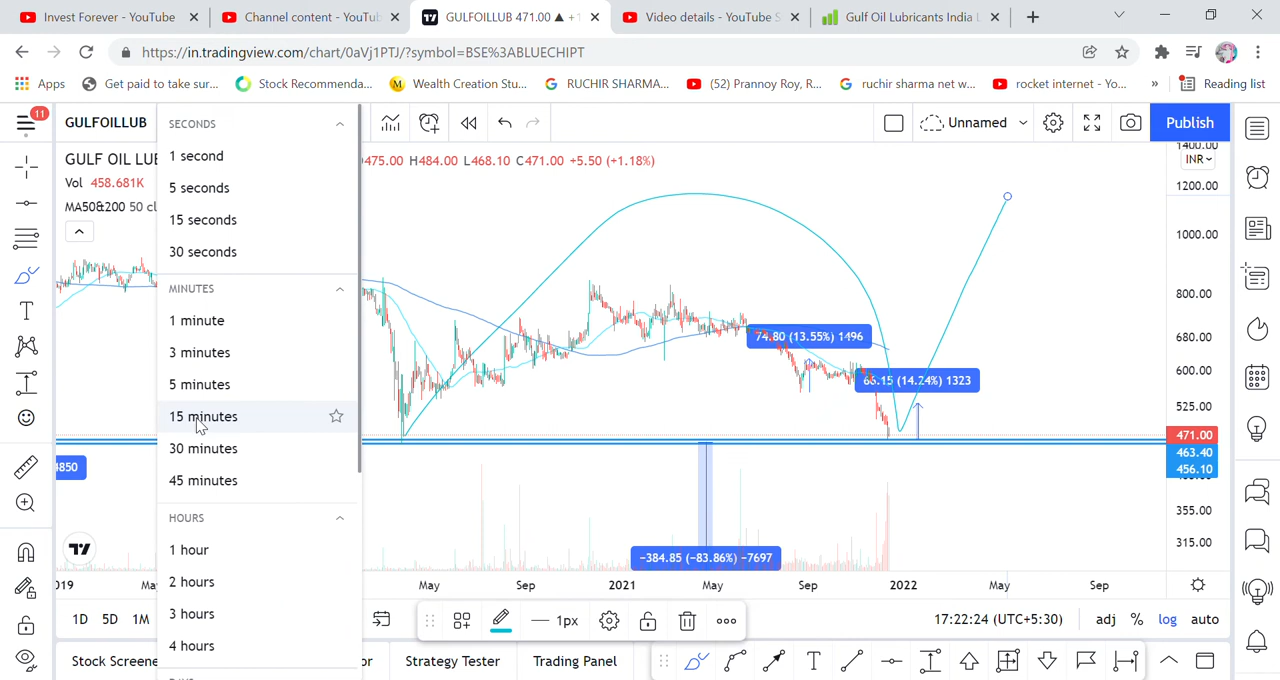 Invest Forever - YouTube
Channel content - YouTub
GULFOILLUB 471.00 ▲ +1
Video details - YouTube S
Gulf Oil Lubricants India L
https://in.tradingview.com/chart/0aVj1PTJ/?symbol=BSE%3ABLUECHIPT
Apps
Get paid to take sur...
Stock Recommenda...
Wealth Creation Stu...
RUCHIR SHARMA...
(52) Prannoy Roy, R...
ruchir sharma net w...
rocket internet - Yo...
»
Reading list
11
GULFOILLUB
SECONDS
Unnamed
Publish
GULF OIL LUB
1 second
475.00 H484.00 L468.10 C471.00 +5.50 (+1.18%)
1400.00
INR
Vol 458.681K
5 seconds
1200.00
MA50&200 50 cl
15 seconds
1000.00
30 seconds
MINUTES
800.00
1 minute
74.80 (13.55%) 1496
680.00
3 minutes
600.00
5 minutes
66.15 (14.24%) 1323
525.00
15 minutes
471.00
30 minutes
463.40
4850
456.10
45 minutes
355.00
HOURS
315.00
1 hour
-384.85 (-83.86%) -7697
2019
May
2 hours
May
Sep
2021
May
Sep
2022
May
Sep
1D 5D 1M
3 hours
1px
17:22:24 (UTC+5:30)
adj
%
log
auto
4 hours
Stock Screene
or
Strategy Tester
Trading Panel